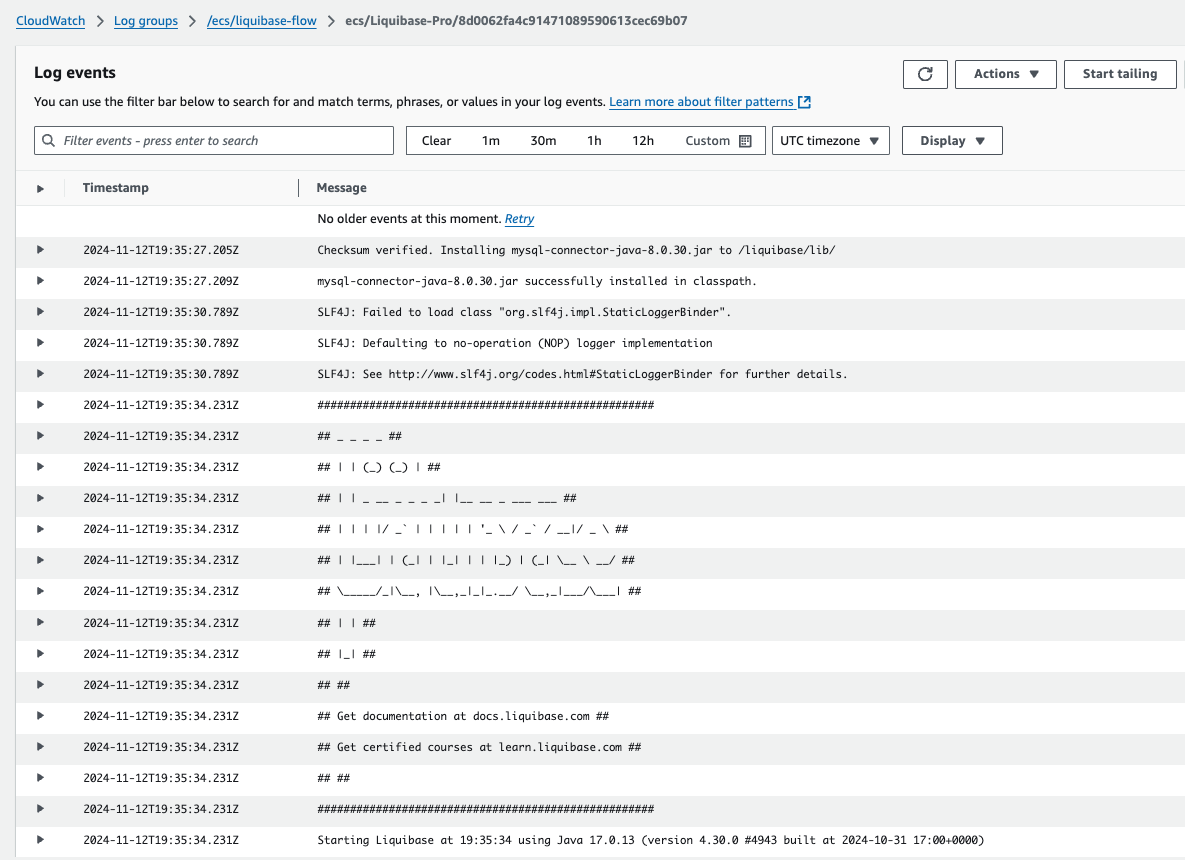 CloudWatch > Log groups > /ecs/liquibase-flow > ecs/Liquibase-Pro/8d0062fa4c91471089590613cec69b07
Log events
Actions ▼ Start tailing
You can use the filter bar below to search for and match terms, phrases, or values in your log events. Learn more about filter patterns
Filter events - press enter to search Clear 1m 30m 1h 12h Custom UTC timezone ▼ Display ▼
Timestamp Message
No older events at this moment. Retry
2024-11-12T19:35:27.205Z Checksum verified. Installing mysql-connector-java-8.0.30.jar to /liquibase/lib/
2024-11-12T19:35:27.209Z mysql-connector-java-8.0.30.jar successfully installed in classpath.
2024-11-12T19:35:30.789Z SLF4J: Failed to load class "org.slf4j.impl.StaticLoggerBinder".
2024-11-12T19:35:30.789Z SLF4J: Defaulting to no-operation (NOP) logger implementation
2024-11-12T19:35:30.789Z SLF4J: See http://www.slf4j.org/codes.html#StaticLoggerBinder for further details.
2024-11-12T19:35:34.231Z ####################################################
2024-11-12T19:35:34.231Z ## _ _ _ _ ##
2024-11-12T19:35:34.231Z ## | | (_) (_) | ##
2024-11-12T19:35:34.231Z ## | | _ __ _ _ _ _| |__ __ _ ___ ___ ##
2024-11-12T19:35:34.231Z ## | | | |/ _` | | | | | '_ \ / _` / __|/ _ \ ##
2024-11-12T19:35:34.231Z ## | |___| | (_| | |_| | | |_) | (_| \__ \ __/ ##
2024-11-12T19:35:34.231Z ## \_____/_|\__, |\__,_|_|_.__/ \__,_|___/\___| ##
2024-11-12T19:35:34.231Z ## | | ##
2024-11-12T19:35:34.231Z ## |_| ##
2024-11-12T19:35:34.231Z ## ##
2024-11-12T19:35:34.231Z ## Get documentation at docs.liquibase.com ##
2024-11-12T19:35:34.231Z ## Get certified courses at learn.liquibase.com ##
2024-11-12T19:35:34.231Z ## ##
2024-11-12T19:35:34.231Z ####################################################
2024-11-12T19:35:34.231Z Starting Liquibase at 19:35:34 using Java 17.0.13 (version 4.30.0 #4943 built at 2024-10-31 17:00+0000)